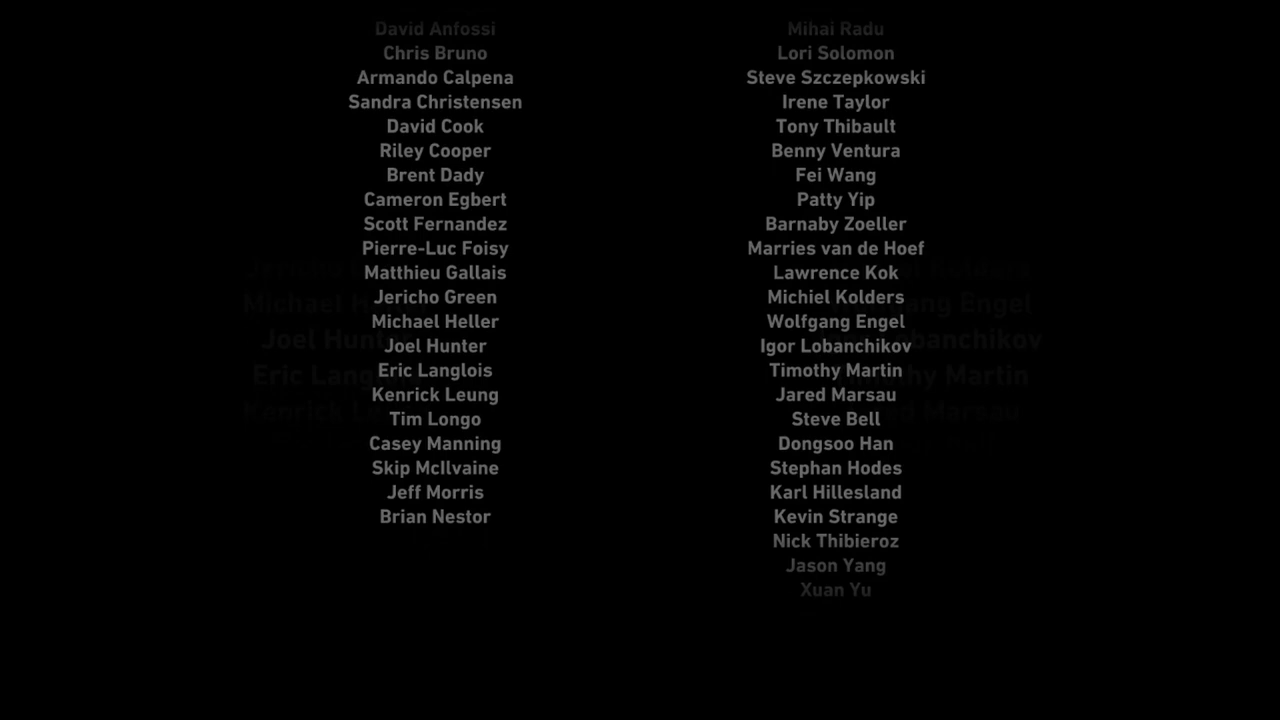 David Anfossi
Chris Bruno
Armando Calpena
Sandra Christensen
David Cook
Riley Cooper
Brent Dady
Cameron Egbert
Scott Fernandez
Pierre-Luc Foisy
Matthieu Gallais
Jericho Green
Michael Heller
Joel Hunter
Eric Langlois
Kenrick Leung
Tim Longo
Casey Manning
Skip McIlvaine
Jeff Morris
Brian Nestor
Mihai Radu
Lori Solomon
Steve Szczepkowski
Irene Taylor
Tony Thibault
Benny Ventura
Fei Wang
Patty Yip
Barnaby Zoeller
Marries van de Hoef
Lawrence Kok
Michiel Kolders
Wolfgang Engel
Igor Lobanchikov
Timothy Martin
Jared Marsau
Steve Bell
Dongsoo Han
Stephan Hodes
Karl Hillesland
Kevin Strange
Nick Thibieroz
Jason Yang
Xuan Yu